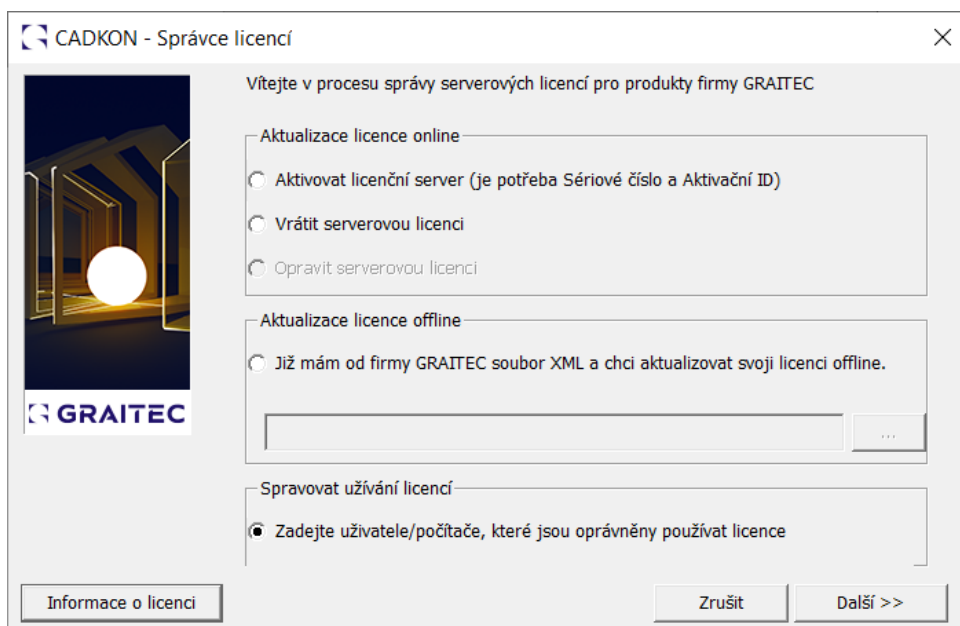 CADKON - Správce licencí
Vítejte v procesu správy serverových licencí pro produkty firmy GRAITEC
Aktualizace licence online
Aktivovat licenční server (je potřeba Sériové číslo a Aktivační ID)
Vrátit serverovou licenci
Opravit serverovou licenci
Aktualizace licence offline
Již mám od firmy GRAITEC soubor XML a chci aktualizovat svoji licenci offline.
...
GRAITEC
Spravovat užívání licencí
Zadejte uživatele/počítače, které jsou oprávněny používat licence
Informace o licenci
Zrušit
Další >>